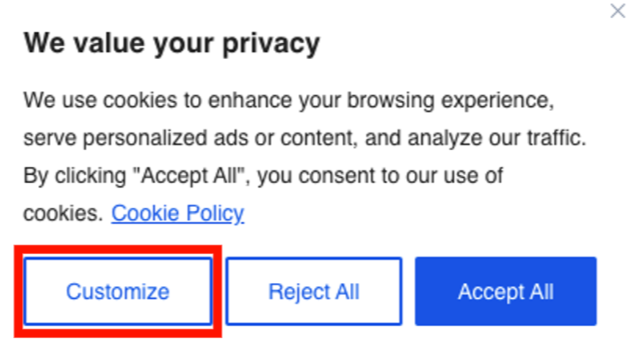 We value your privacy
We use cookies to enhance your browsing experience,
serve personalized ads or content, and analyze our traffic.
By clicking "Accept All", you consent to our use of
cookies. Cookie Policy
Customize Reject All Accept All